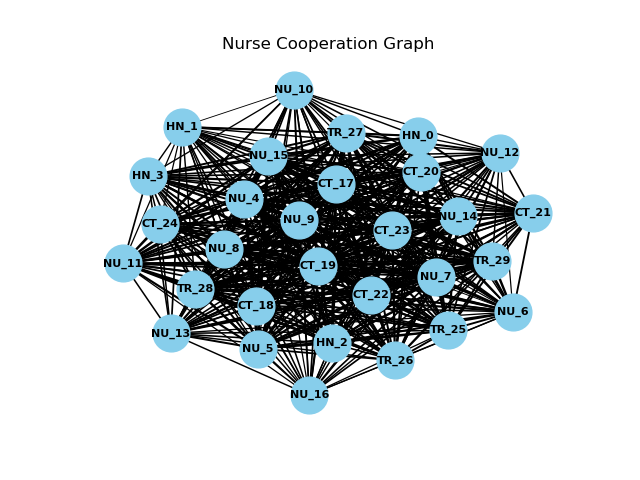 Nurse Cooperation Graph
NU_10
HN_1
TR_27
HN_0
NU_15
NU_12
CT_20
HN_3
CT_17
NU_4
CT_21
NU_14
NU_9
CT_24
CT_23
NU_8
TR_29
NU_11
CT_19
NU_7
TR_28
CT_22
CT_18
NU_6
TR_25
NU_13
HN_2
NU_5
TR_26
NU_16